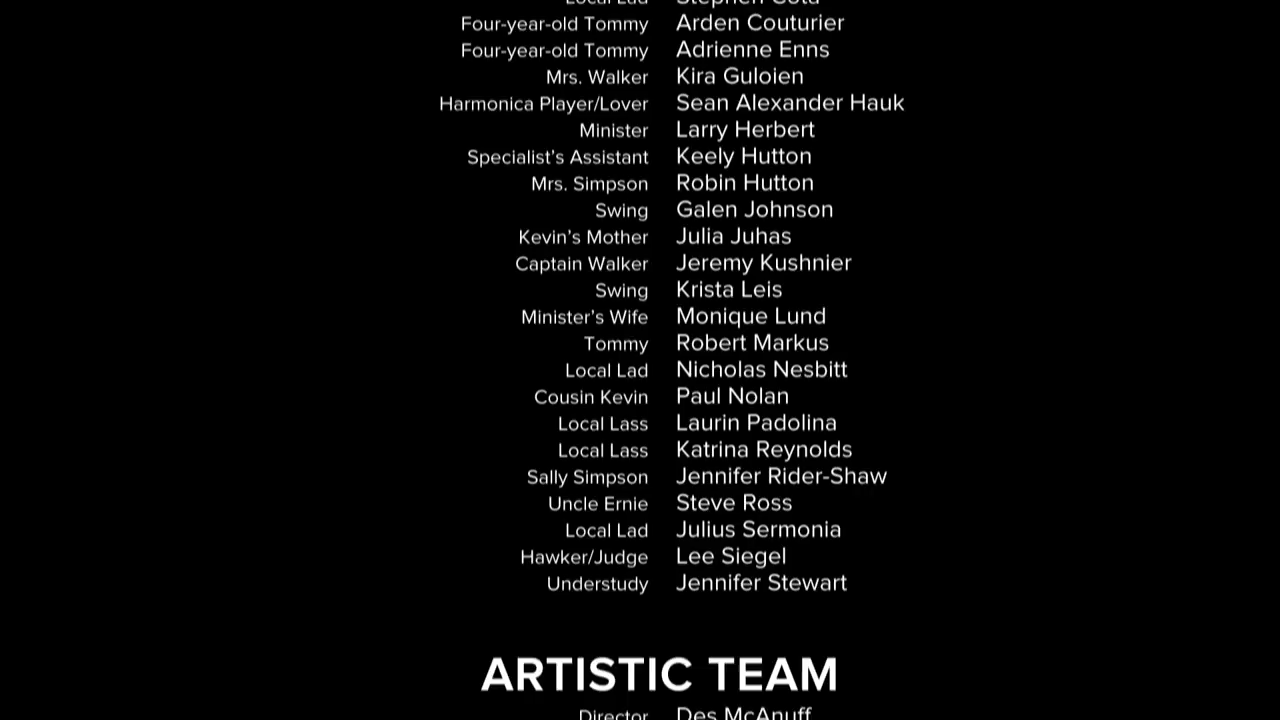 Local Lad Stephen Cota
Four-year-old Tommy Arden Couturier
Four-year-old Tommy Adrienne Enns
Mrs. Walker Kira Guloien
Harmonica Player/Lover Sean Alexander Hauk
Minister Larry Herbert
Specialist’s Assistant Keely Hutton
Mrs. Simpson Robin Hutton
Swing Galen Johnson
Kevin’s Mother Julia Juhas
Captain Walker Jeremy Kushnier
Swing Krista Leis
Minister’s Wife Monique Lund
Tommy Robert Markus
Local Lad Nicholas Nesbitt
Cousin Kevin Paul Nolan
Local Lass Laurin Padolina
Local Lass Katrina Reynolds
Sally Simpson Jennifer Rider-Shaw
Uncle Ernie Steve Ross
Local Lad Julius Sermonia
Hawker/Judge Lee Siegel
Understudy Jennifer Stewart
ARTISTIC TEAM
Director Des McAnuff